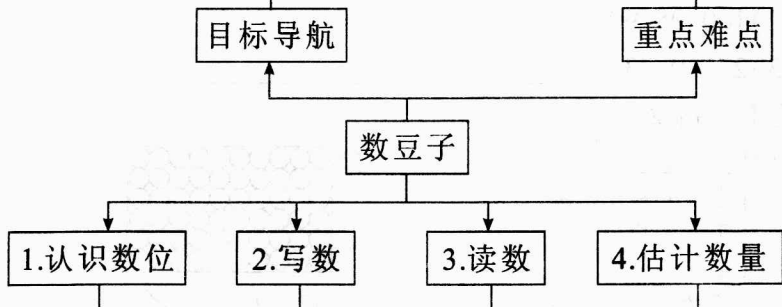 目标导航
重点难点
数豆子
1.认识数位
2.写数
3.读数
4.估计数量